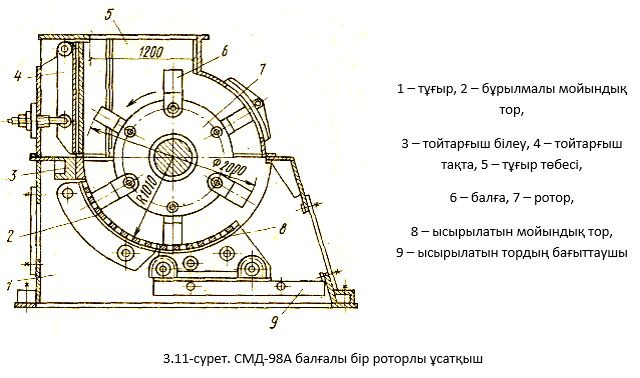 5
1200
6
7
4
3
Ф2000
R1010
2
8
1
9
1 – тұғыр, 2 – бұрылмалы мойындық
тор,
3 – тойтарғыш білеу, 4 – тойтарғыш
тақта, 5 – тұғыр төбесі,
6 – балға, 7 – ротор,
8 – ысырылатын мойындық тор,
9 – ысырылатын тордың бағыттаушы
3.11-сурет. СМД-98А балғалы бір роторлы ұсатқыш